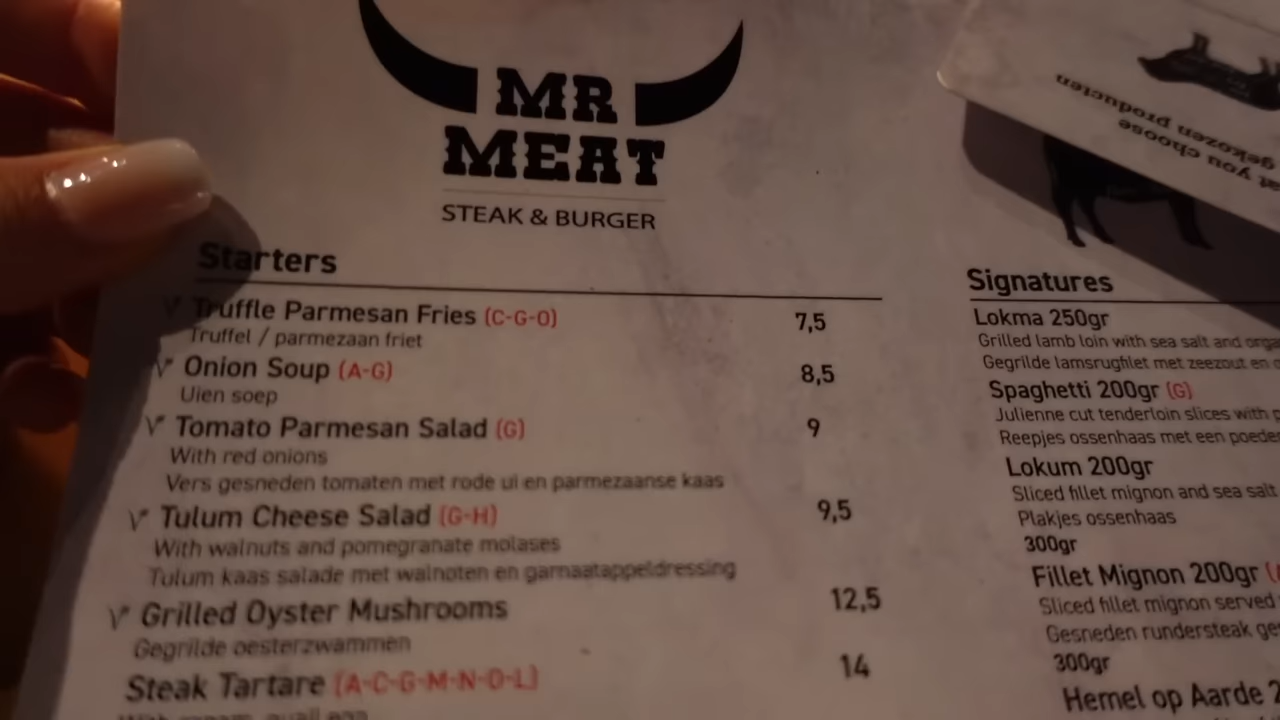 MR
MEAT
STEAK & BURGER
Starters
V Truffle Parmesan Fries (C-G-O) 7,5
Truffel / parmezaan friet
V Onion Soup (A-G) 8,5
Uien soep
V Tomato Parmesan Salad (G) 9
With red onions
Vers gesneden tomaten met rode ui en parmezaanse kaas
V Tulum Cheese Salad (G-H) 9,5
With walnuts and pomegranate molases
Tulum kaas salade met walnoten en garnaatappeldressing
V Grilled Oyster Mushrooms 12,5
Gegrilde oesterzwammen
Steak Tartare (A-C-G-M-N-O-L) 14
quail egg
you choose
gekozen producten
Signatures
Lokma 250gr
Grilled lamb loin with sea salt and
Gegrilde lamsrugfilet met zeezout en
Spaghetti 200gr (G)
Julienne cut tenderloin slices with
Reepjes ossenhaas met een
Lokum 200gr
Sliced fillet mignon and sea salt
Plakjes ossenhaas
300gr
Fillet Mignon 200gr
Sliced fillet mignon served
Gesneden rundersteak
300gr
Hemel op Aarde